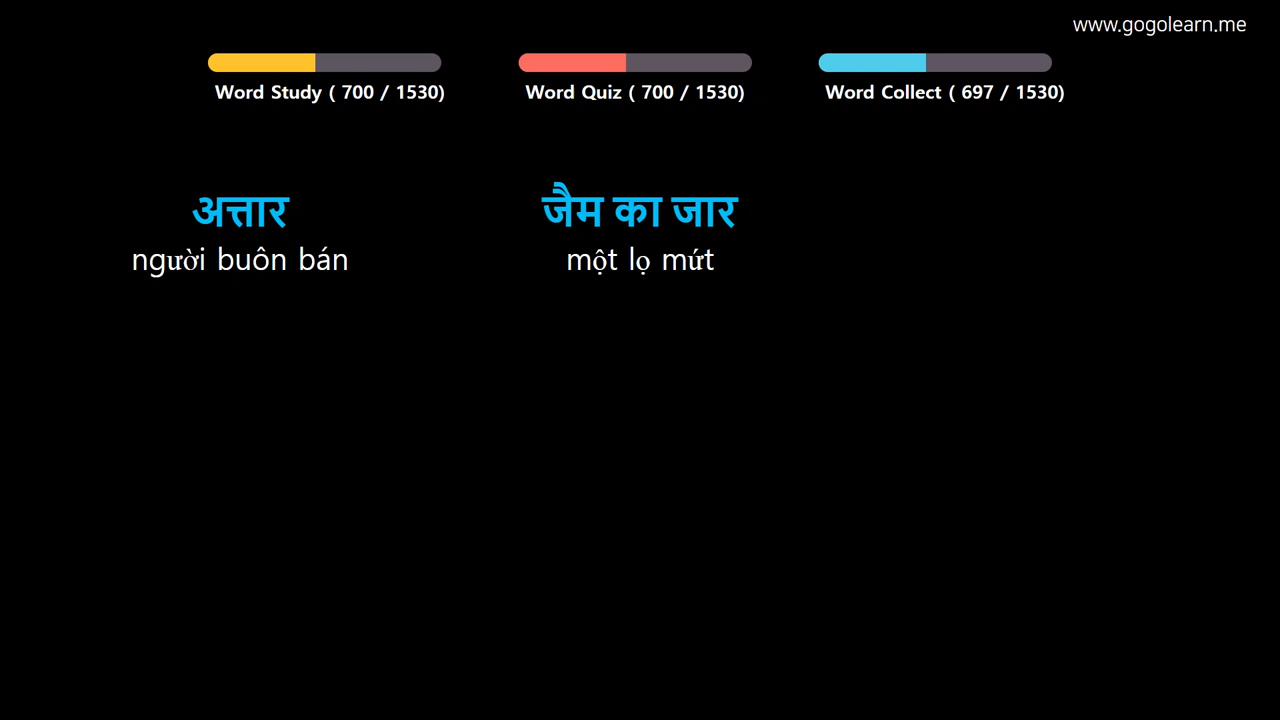 www.gogolearn.me
Word Study ( 700 / 1530)
Word Quiz ( 700 / 1530)
Word Collect ( 697 / 1530)
अत्तार
người buôn bán
जैम का जार
một lọ mứt